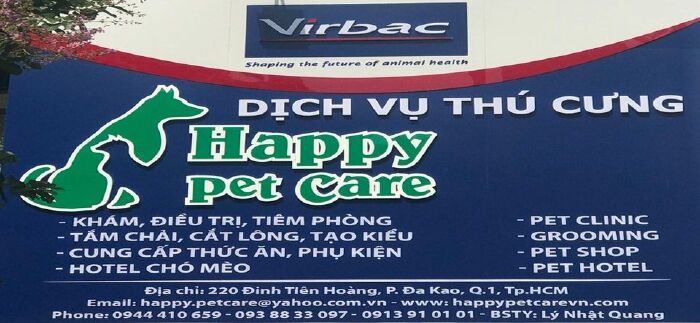 Virbac
Shaping the future of animal health
DỊCH VỤ THÚ CƯNG
Happy
pet Care
- KHÁM, ĐIỀU TRỊ, TIÊM PHÒNG
- TẮM CHẢI, CẮT LÔNG, TẠO KIỂU
- CUNG CẤP THỨC ĂN, PHỤ KIỆN
- HOTEL CHÓ MÈO
- PET CLINIC
- GROOMING
- PET SHOP
- PET HOTEL
Địa chỉ: 220 Đinh Tiên Hoàng, P. Đa Kao, Q.1, Tp.HCM
Email: happy.petcare@yahoo.com.vn - www: happypetcarevn.com
Phone: 0944 410 659 - 093 88 33 097 - 0913 91 01 01 - BSTY: Lý Nhật Quang